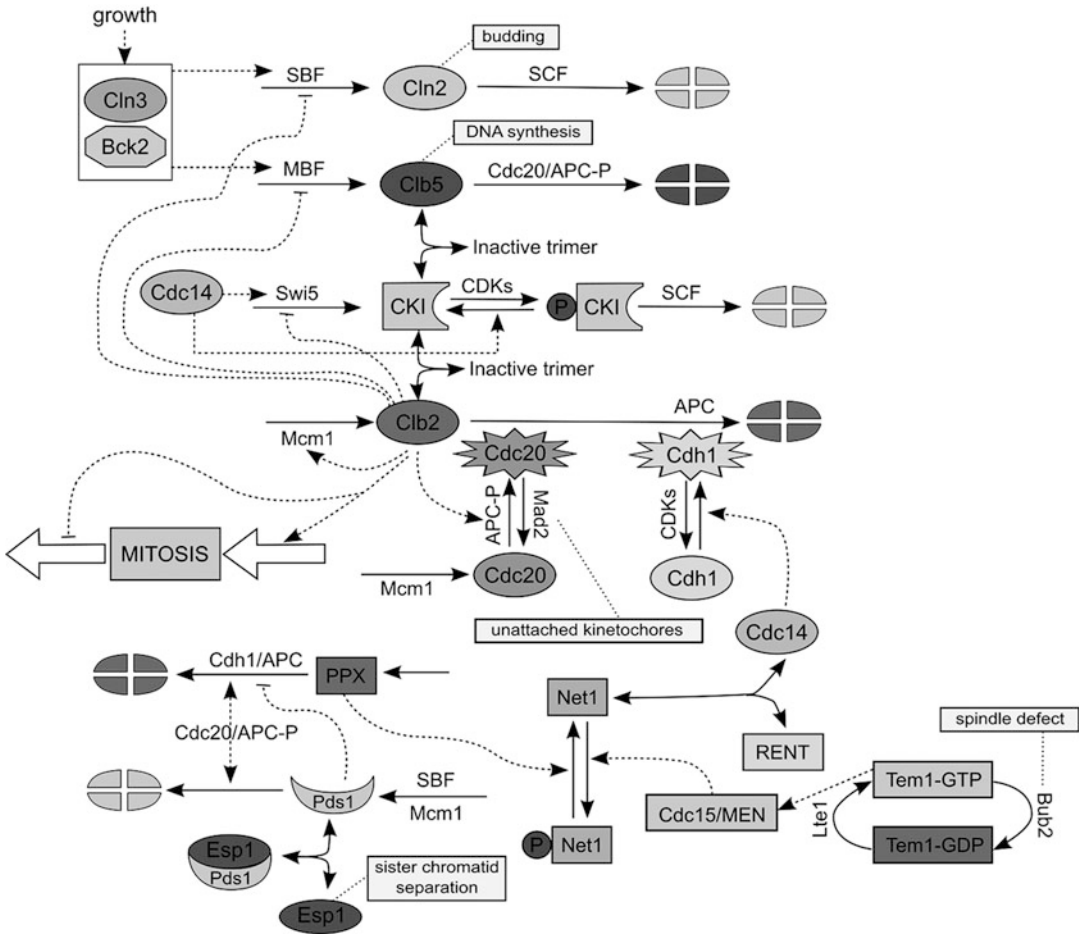 growth
budding
SBF
Cln2
SCF
Cln3
Bck2
DNA synthesis
MBF
Clb5
Cdc20/APC-P
Inactive trimer
Cdc14
Swi5
CKI
CDKs
P
CKI
SCF
Inactive trimer
Clb2
APC
Mcm1
Cdc20
Cdh1
APC-P
Mad2
CDKs
MITOSIS
Mcm1
Cdc20
Cdh1
unattached kinetochores
Cdc14
Cdh1/APC
PPX
Net1
spindle defect
Cdc20/APC-P
RENT
SBF
Pds1
Mcm1
Cdc15/MEN
Tem1-GTP
Lte1
Bub2
P
Net1
Tem1-GDP
Esp1
Pds1
sister chromatid
separation
Esp1